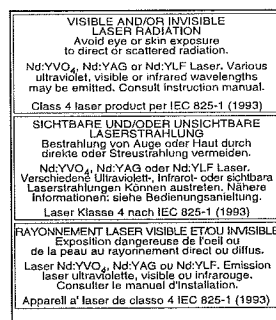 VISIBLE AND/OR INVISIBLE
LASER RADIATION
Avoid eye or skin exposure
to direct or scattered radiation.
Nd:YVO₄, Nd:YAG or Nd:YLF Laser. Various
ultraviolet, visible or infrared wavelengths
may be emitted. Consult instruction manual.
Class 4 laser product per IEC 825-1 (1993)
SICHTBARE UND/ODER UNSICHTBARE
LASERSTRAHLUNG
Bestrahlung von Auge oder Haut durch
direkte oder Streustrahlung vermeiden.
Nd:YVO₄, Nd:YAG oder Nd:YLF Laser.
Verschiedene Ultraviolett-, Infrarot- oder sichtbara
Laserstrahlungen Können austreten. Nähere
Informationen: siehe Bedienungsanieltung.
Laser Klasse 4 nach IEC 825-1 (1993)
RAYONNEMENT LASER VISIBLE ET/OU INVISIBLE
Exposition dangereuse de l'oeil ou
de la peau au rayonnement direct ou diffus.
Laser Nd:YVO₄, Nd:YAG ou Nd:YLF. Emission
laser ultraviolette, visible ou infrarouge.
Consulter le manuel d'Installation.
Apparell a' laser de classo 4 IEC 825-1 (1993)